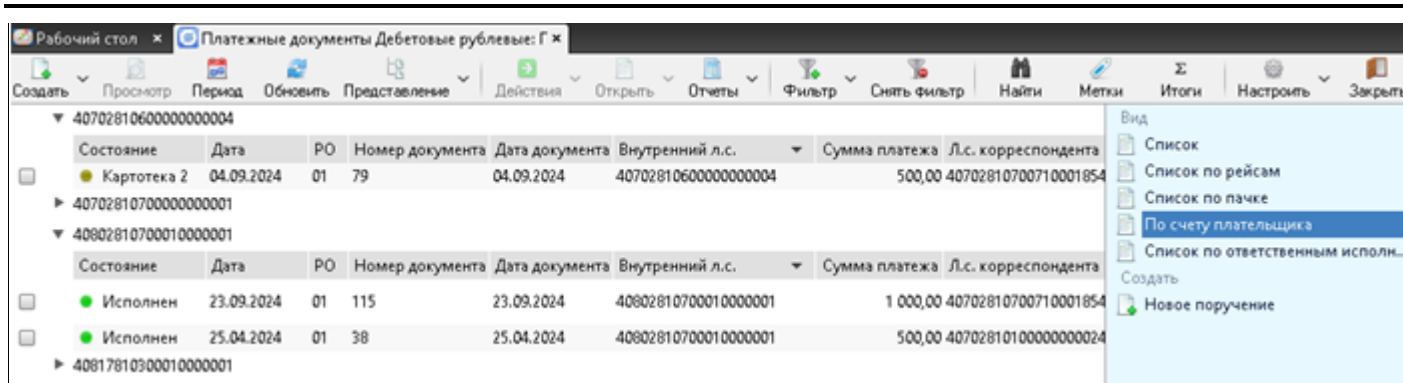 Рабочий стол × Платежные документы Дебетовые рублевые: Г ×
Создать Просмотр Период Обновить Представление Действия Открыть Отчеты Фильтр Снять фильтр Найти Метки Итоги Настроить Закрыть
40702810600000000004
Состояние Дата РО Номер документа Дата документа Внутренний л.с. Сумма платежа Л.с. корреспондента
Картотека 2 04.09.2024 01 79 04.09.2024 40702810600000000004 500,00 40702810700710001854
40702810700000000001
40802810700010000001
Состояние Дата РО Номер документа Дата документа Внутренний л.с. Сумма платежа Л.с. корреспондента
Исполнен 23.09.2024 01 115 23.09.2024 40802810700010000001 1 000,00 40702810700710001854
Исполнен 25.04.2024 01 38 25.04.2024 40802810700010000001 500,00 40702810100000000024
40817810300010000001
Вид
Список
Список по рейсам
Список по пачке
По счету плательщика
Список по ответственным исполн...
Создать
Новое поручение